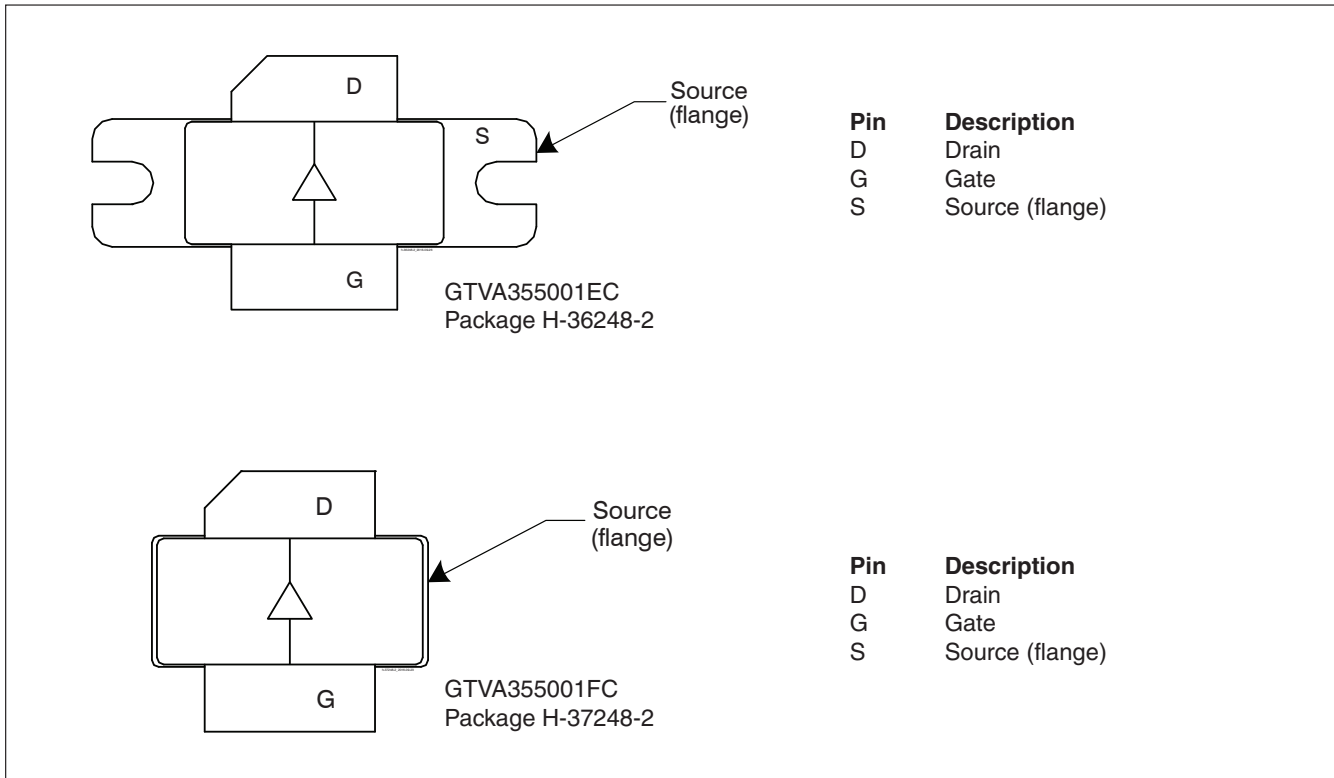 D
S
Source
(flange)
G
GTVA355001EC
Package H-36248-2
Pin Description
D Drain
G Gate
S Source (flange)
D
Source
(flange)
G
GTVA355001FC
Package H-37248-2
Pin Description
D Drain
G Gate
S Source (flange)